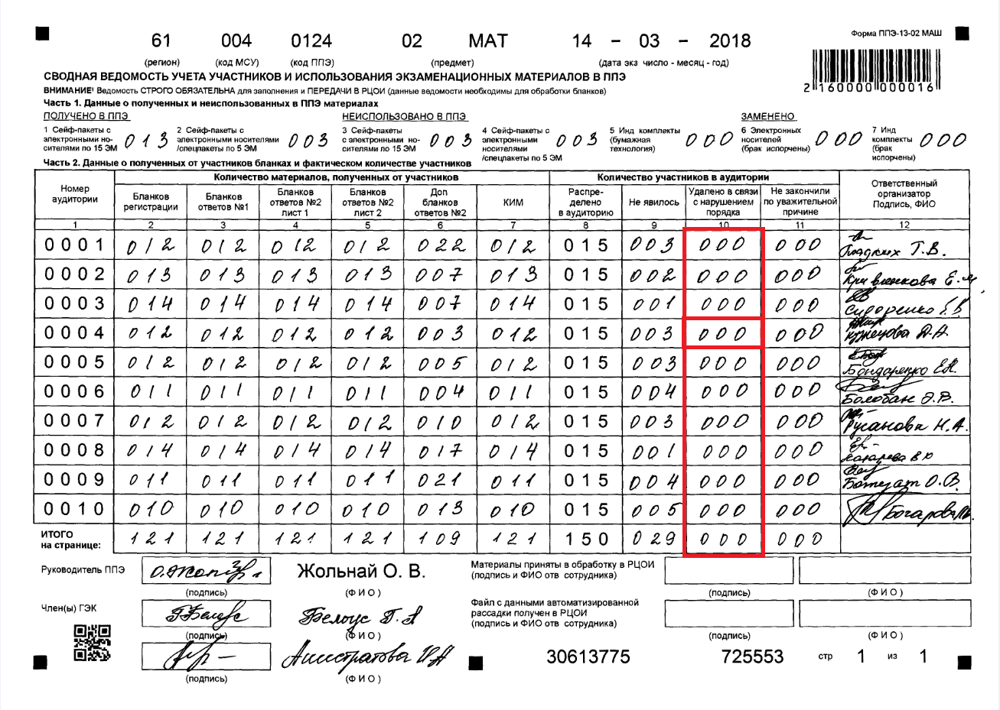 61 004 0124 02 МАТ 14 – 03 – 2018
Форма ППЭ-13-02 МАШ
(регион) (код МСУ) (код ППЭ) (предмет) (дата экз число - месяц - год)
СВОДНАЯ ВЕДОМОСТЬ УЧЕТА УЧАСТНИКОВ И ИСПОЛЬЗОВАНИЯ ЭКЗАМЕНАЦИОННЫХ МАТЕРИАЛОВ В ППЭ
ВНИМАНИЕ! Ведомость СТРОГО ОБЯЗАТЕЛЬНА для заполнения и ПЕРЕДАЧИ В РЦОИ (данные ведомости необходимы для обработки бланков)
2 160000 000016
Часть 1. Данные о полученных и неиспользованных в ППЭ материалах
ПОЛУЧЕНО В ППЭ НЕИСПОЛЬЗОВАНО В ППЭ ЗАМЕНЕНО
1 Сейф-пакеты с электронными но-сителями по 15 ЭМ 013
2 Сейф-пакеты с электронными носителями /спецпакеты по 5 ЭМ 003
3 Сейф-пакеты с электронными но-сителями по 15 ЭМ 003
4 Сейф-пакеты с электронными носителями /спецпакеты по 5 ЭМ 003
5 Инд комплекты (бумажная технология) 000
6 Электронных носителей (брак испорчены) 000
7 Инд комплекты (брак испорчены) 000
Часть 2. Данные о полученных от участников бланках и фактическом количестве участников
Номер аудитории
Количество материалов, полученных от участников
Количество участников в аудитории
Ответственный организатор Подпись, ФИО
Бланков регистрации
Бланков ответов №1
Бланков ответов №2 лист 1
Бланков ответов №2 лист 2
Доп бланков ответов №2
КИМ
Распре-делено в аудиторию
Не явилось
Удалено в связи с нарушением порядка
Не закончили по уважительной причине
1 2 3 4 5 6 7 8 9 10 11 12
0001 012 012 012 012 022 012 015 003 000 000 Гладких Т.В.
0002 013 013 013 013 007 013 015 002 000 000
0003 014 014 014 014 007 014 015 001 000 000 Сидоренко Е.В.
0004 012 012 012 012 003 012 015 003 000 000 Кузнецова Д.А.
0005 012 012 012 012 005 012 015 003 000 000 Бондаренко Е.Н.
0006 011 011 011 011 004 011 015 004 000 000 Болобан Э.В.
0007 012 012 012 012 010 012 015 003 000 000 Русанова Н.А.
0008 014 014 014 014 017 014 015 001 000 000
0009 011 011 011 011 021 011 015 004 000 000
0010 010 010 010 010 013 010 015 005 000 000
ИТОГО на странице: 121 121 121 121 109 121 150 029 000 000
Руководитель ППЭ
Жольнай О. В.
Материалы приняты в обработку в РЦОИ (подпись и ФИО отв сотрудника)
(подпись) (Ф И О) (подпись) (Ф И О)
Член(ы) ГЭК
Белоус Г.А
Файл с данными автоматизированной рассадки получен в РЦОИ (подпись и ФИО отв сотрудника)
(подпись) (Ф И О) (подпись) (Ф И О)
Аплстратова
30613775 725553 стр 1 из 1
(подпись) (Ф И О)